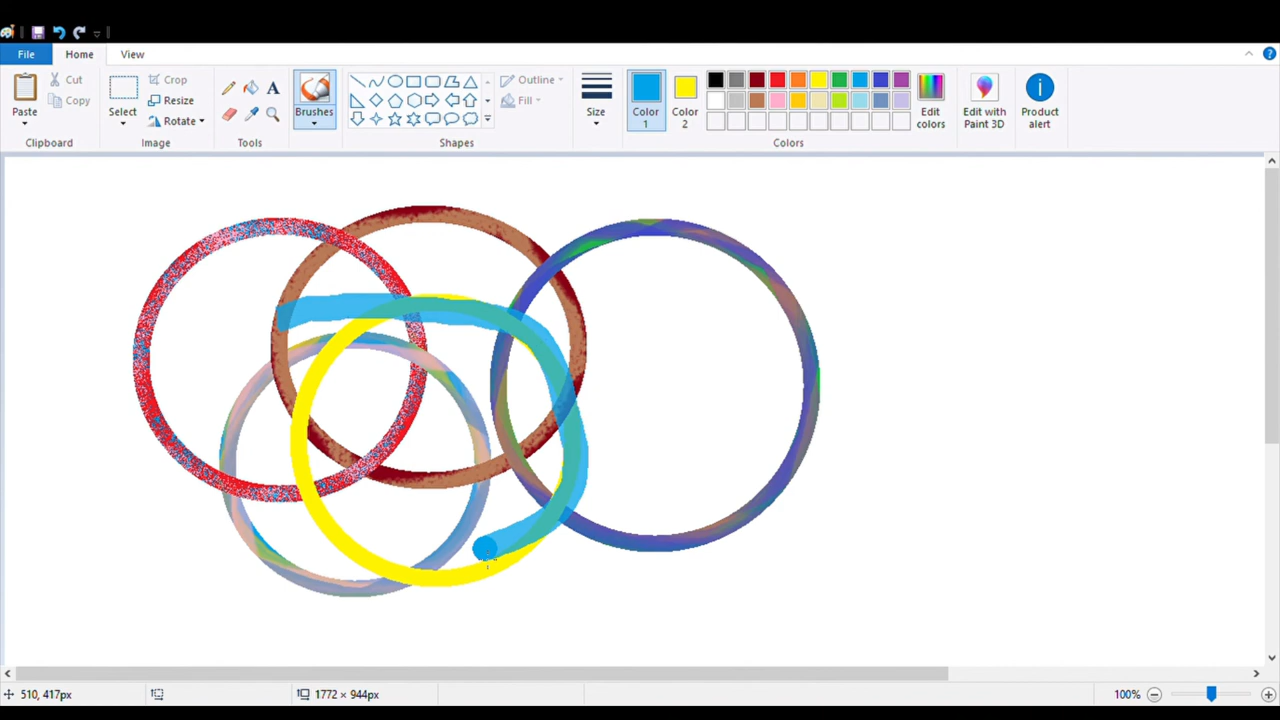 File Home View
Paste
Cut
Copy
Clipboard
Select
Crop
Resize
Rotate
Image
A
Tools
Brushes
Outline
Fill
Shapes
Size
Color 1
Color 2
Edit colors
Colors
Edit with Paint 3D
Product alert
510, 417px
1772 × 944px
100%